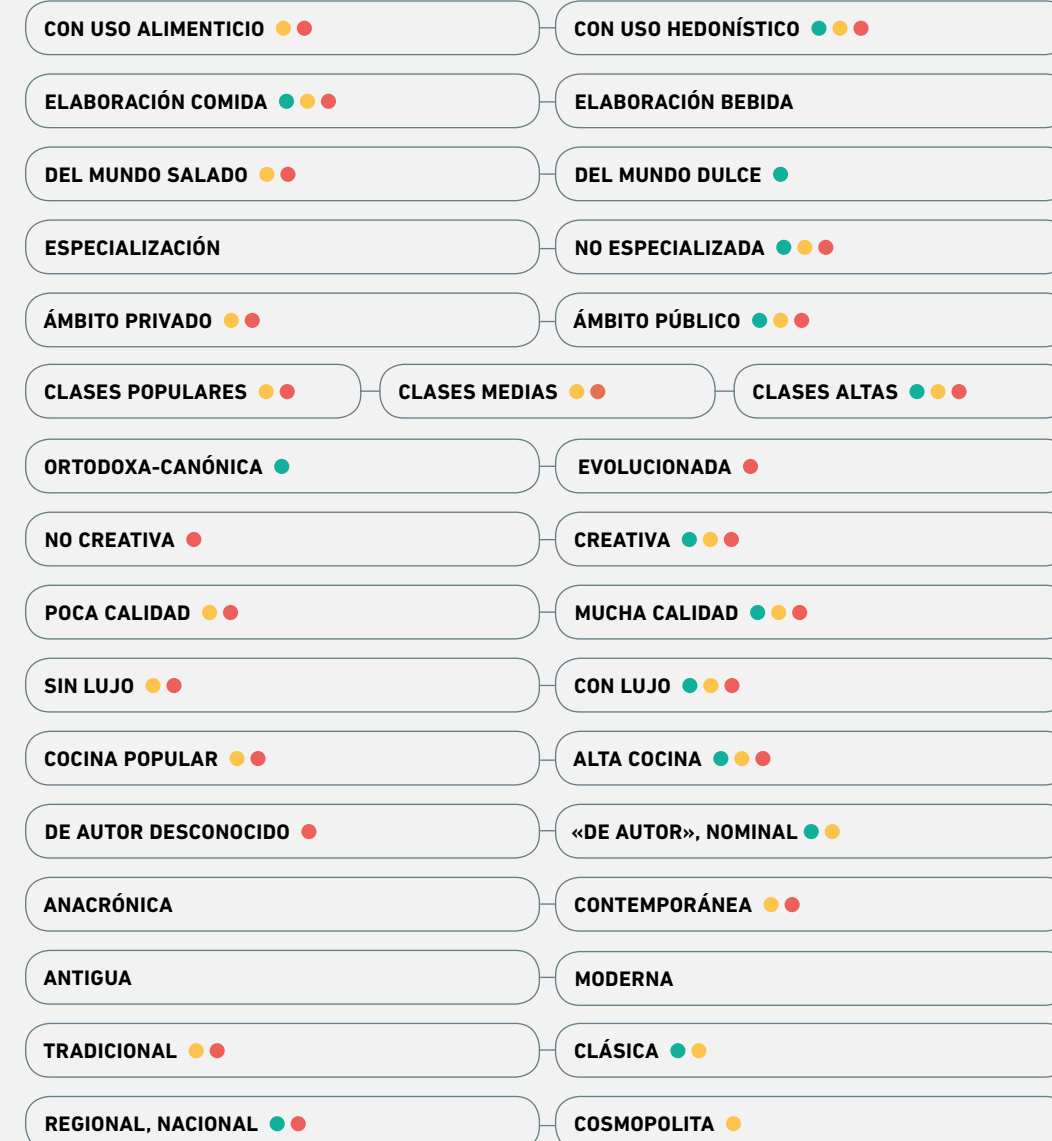 CON USO ALIMENTICIO
CON USO HEDONÍSTICO
ELABORACIÓN COMIDA
ELABORACIÓN BEBIDA
DEL MUNDO SALADO
DEL MUNDO DULCE
ESPECIALIZACIÓN
NO ESPECIALIZADA
ÁMBITO PRIVADO
ÁMBITO PÚBLICO
CLASES POPULARES
CLASES MEDIAS
CLASES ALTAS
ORTODOXA-CANÓNICA
EVOLUCIONADA
NO CREATIVA
CREATIVA
POCA CALIDAD
MUCHA CALIDAD
SIN LUJO
CON LUJO
COCINA POPULAR
ALTA COCINA
DE AUTOR DESCONOCIDO
«DE AUTOR», NOMINAL
ANACRÓNICA
CONTEMPORÁNEA
ANTIGUA
MODERNA
TRADICIONAL
CLÁSICA
REGIONAL, NACIONAL
COSMOPOLITA